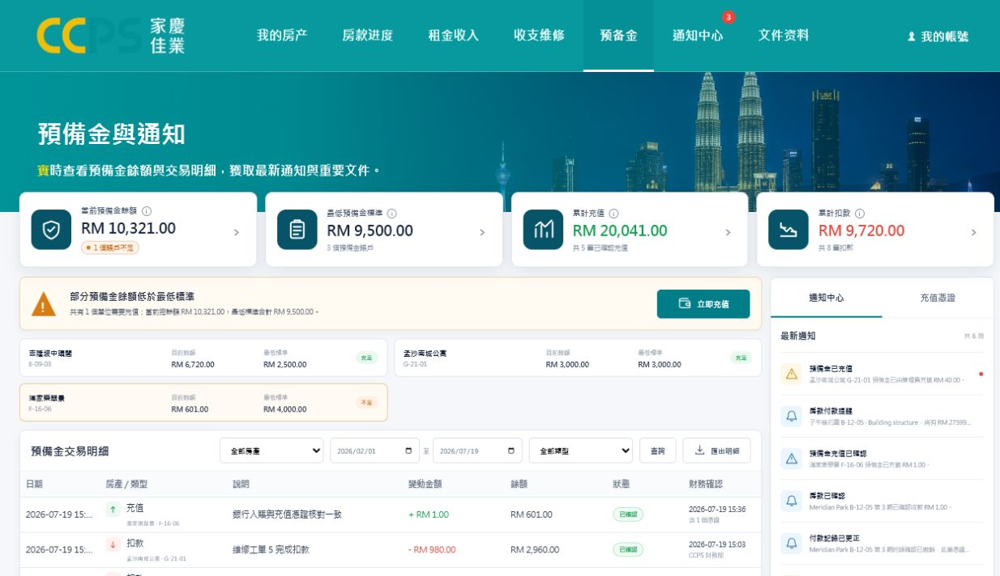 CCPS 家慶佳業
我的房产
房款进度
租金收入
收支维修
预备金
通知中心
3
文件资料
我的帳號
預備金與通知
實時查看預備金餘額與交易明細，獲取最新通知與重要文件。
當前預備金餘額
RM 10,321.00
1 個賬戶不足
最低預備金標準
RM 9,500.00
3 個預備金賬戶
累計充值
RM 20,041.00
共 5 筆已確認充值
累計扣款
RM 9,720.00
共 8 筆扣款
部分預備金餘額低於最低標準
共有 1 個單位需要充值；當前總餘額 RM 10,321.00，最低標準合計 RM 9,500.00。
立即充值
吉隆坡中環閣
E-09-03
目前餘額
RM 6,720.00
最低標準
RM 2,500.00
充足
孟沙南城公寓
G-21-01
目前餘額
RM 3,000.00
最低標準
RM 3,000.00
充足
F-16-06
目前餘額
RM 601.00
最低標準
RM 4,000.00
不足
預備金交易明細
全部房產
2026/02/01
至
2026/07/19
全部類型
查詢
匯出明細
日期
房產 / 類型
說明
變動金額
餘額
狀態
財務確認
2026-07-19 15:...
充值
F-16-06
銀行入賬與充值憑證核對一致
+ RM 1.00
RM 601.00
已確認
2026-07-19 15:36
含 1 個憑證
2026-07-19 15:...
扣款
孟沙南城公寓 · G-21-01
維修工單 5 完成扣款
- RM 980.00
RM 2,960.00
已確認
2026-07-19 15:03
CCPS 財務部
通知中心
充值憑證
最新通知
共 6 則
預備金已充值
孟沙南城公寓 G-21-01 預備金已由管理員充值 RM 40.00。
房款付款提醒
B-12-05 · Building structure · 尚有 RM 27599...
預備金充值已確認
F-16-06 預備金已充值 RM 1.00。
房款已確認
Meridian Park B-12-05 第 3 期已確認收款 RM 1.00。
付款記錄已更正
Meridian Park B-12-05 第 3 期的誤確認已撤銷，此筆憑證...